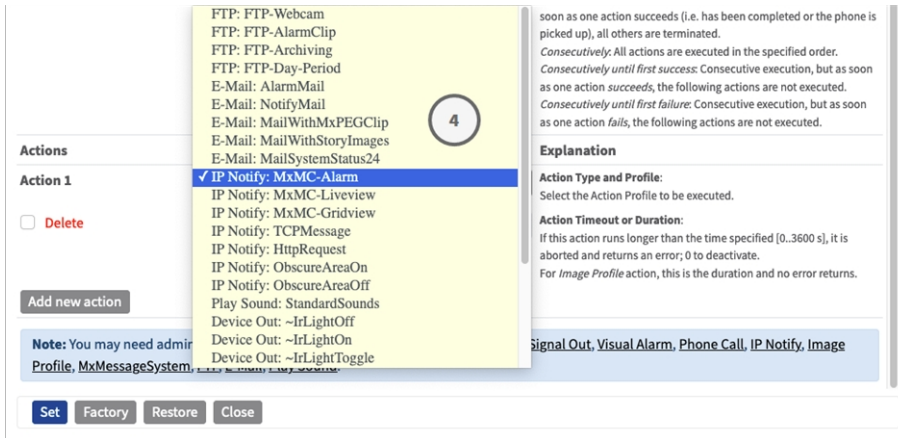 soon as one action succeeds (i.e. has been completed or the phone is
picked up), all others are terminated.
Consecutively: All actions are executed in the specified order.
Consecutively until first success: Consecutive execution, but as soon
as one action succeeds, the following actions are not executed.
Consecutively until first failure: Consecutive execution, but as soon
as one action fails, the following actions are not executed.
FTP: FTP-Webcam
FTP: FTP-AlarmClip
FTP: FTP-Archiving
FTP: FTP-Day-Period
E-Mail: AlarmMail
E-Mail: NotifyMail
E-Mail: MailWithMxPEGClip
E-Mail: MailWithStoryImages
E-Mail: MailSystemStatus24
✓ IP Notify: MxMC-Alarm
IP Notify: MxMC-Liveview
IP Notify: MxMC-Gridview
IP Notify: TCPMessage
IP Notify: HttpRequest
IP Notify: ObscureAreaOn
IP Notify: ObscureAreaOff
Play Sound: StandardSounds
Device Out: ~IrLightOff
Device Out: ~IrLightOn
Device Out: ~IrLightToggle
4
Actions
Explanation
Action 1
Delete
Action Type and Profile:
Select the Action Profile to be executed.
Action Timeout or Duration:
If this action runs longer than the time specified [0..3600 s], it is
aborted and returns an error; 0 to deactivate.
For Image Profile action, this is the duration and no error returns.
Add new action
Note: You may need admin Signal Out, Visual Alarm, Phone Call, IP Notify, Image
Profile, MxMessageSystem,
Set Factory Restore Close